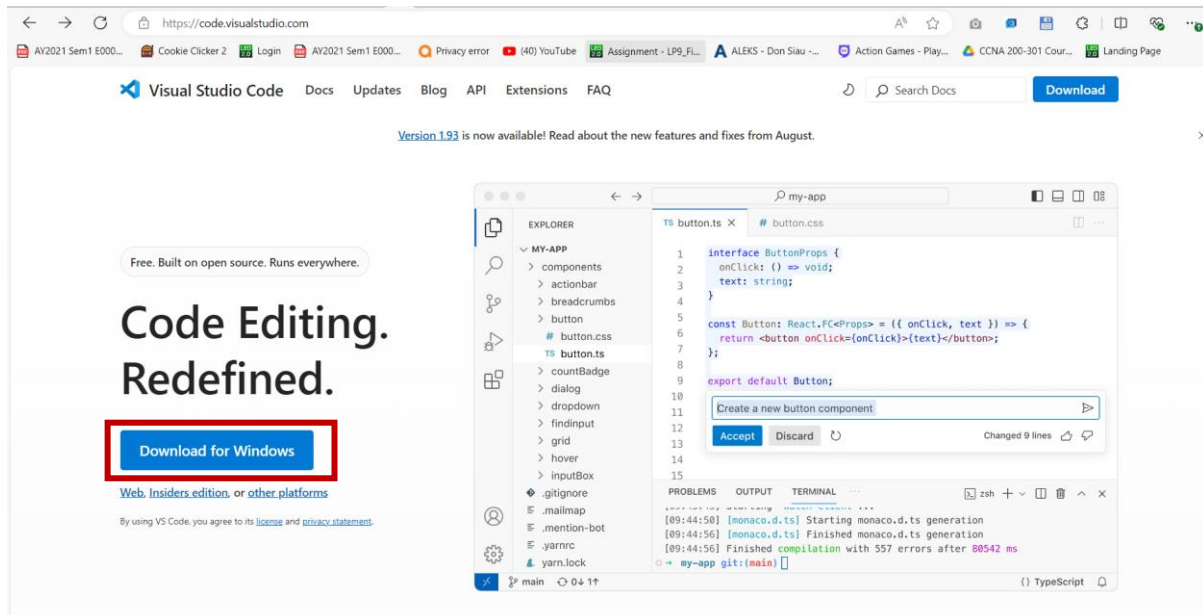 https://code.visualstudio.com
AY2021 Sem1 E000... Cookie Clicker 2 Login AY2021 Sem1 E000... Privacy error (40) YouTube Assignment - LP9_Fi... ALEKS - Don Siau -... Action Games - Play... CCNA 200-301 Cour... Landing Page
Visual Studio Code Docs Updates Blog API Extensions FAQ Search Docs Download
Version 1.93 is now available! Read about the new features and fixes from August.
Free. Built on open source. Runs everywhere.
Code Editing.
Redefined.
Download for Windows
Web, Insiders edition, or other platforms
By using VS Code, you agree to its license and privacy statement.
my-app
EXPLORER
MY-APP
components
actionbar
breadcrumbs
button
# button.css
TS button.ts
countBadge
dialog
dropdown
findinput
grid
hover
inputBox
.gitignore
.mailmap
.mention-bot
.yarnrc
yarn.lock
TS button.ts # button.css
1 interface ButtonProps {
2 onClick: () => void;
3 text: string;
4 }
5
6 const Button: React.FC<Props> = ({ onClick, text }) => {
7 return <button onClick={onClick}>{text}</button>;
8 };
9 export default Button;
10
11 Create a new button component
12
13 Accept Discard Changed 9 lines
14
15
PROBLEMS OUTPUT TERMINAL ... zsh
[09:44:50] [monaco.d.ts] Starting monaco.d.ts generation
[09:44:56] [monaco.d.ts] Finished monaco.d.ts generation
[09:44:56] Finished compilation with 557 errors after 80542 ms
my-app git:(main)
main 0↓ 1↑ {} TypeScript